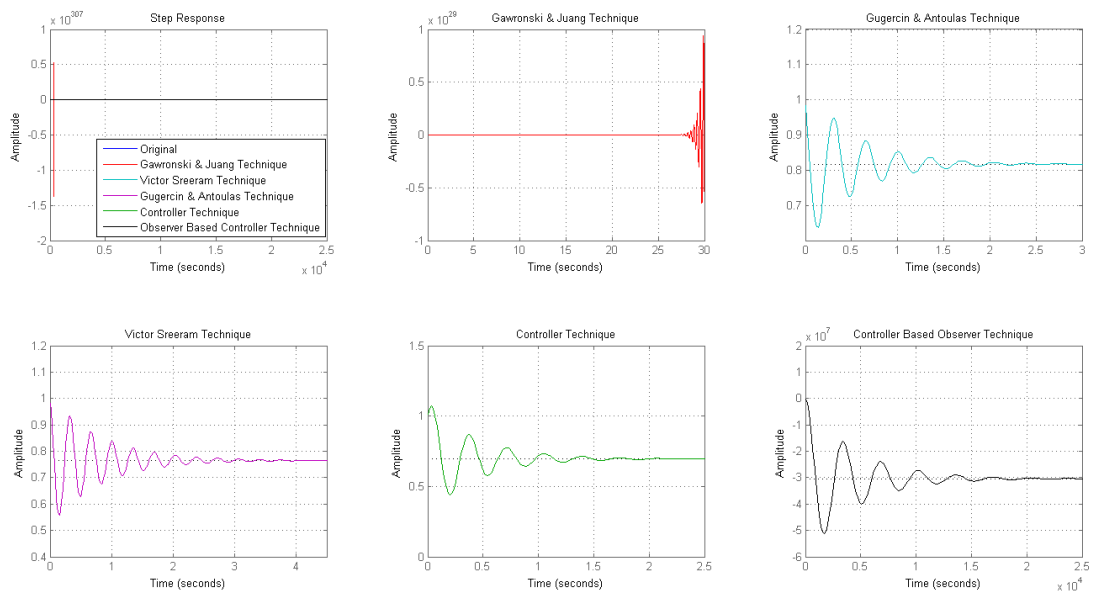 Step Response
x 10^307
1
0.5
0
-0.5
-1
-1.5
-2
Amplitude
Original
Gawronski & Juang Technique
Victor Sreeram Technique
Gugercin & Antoulas Technique
Controller Technique
Observer Based Controller Technique
0 0.5 1 1.5 2 2.5
x 10^4
Time (seconds)
Gawronski & Juang Technique
x 10^29
1
0.5
0
-0.5
-1
Amplitude
0 5 10 15 20 25 30
Time (seconds)
Gugercin & Antoulas Technique
1.2
1.1
1
0.9
0.8
0.7
Amplitude
0 0.5 1 1.5 2 2.5 3
Time (seconds)
Victor Sreeram Technique
1.2
1.1
1
0.9
0.8
0.7
0.6
0.5
0.4
Amplitude
0 1 2 3 4
Time (seconds)
Controller Technique
1.5
1
0.5
0
Amplitude
0 0.5 1 1.5 2 2.5
Time (seconds)
Controller Based Observer Technique
x 10^7
2
1
0
-1
-2
-3
-4
-5
-6
Amplitude
0 0.5 1 1.5 2 2.5
x 10^4
Time (seconds)